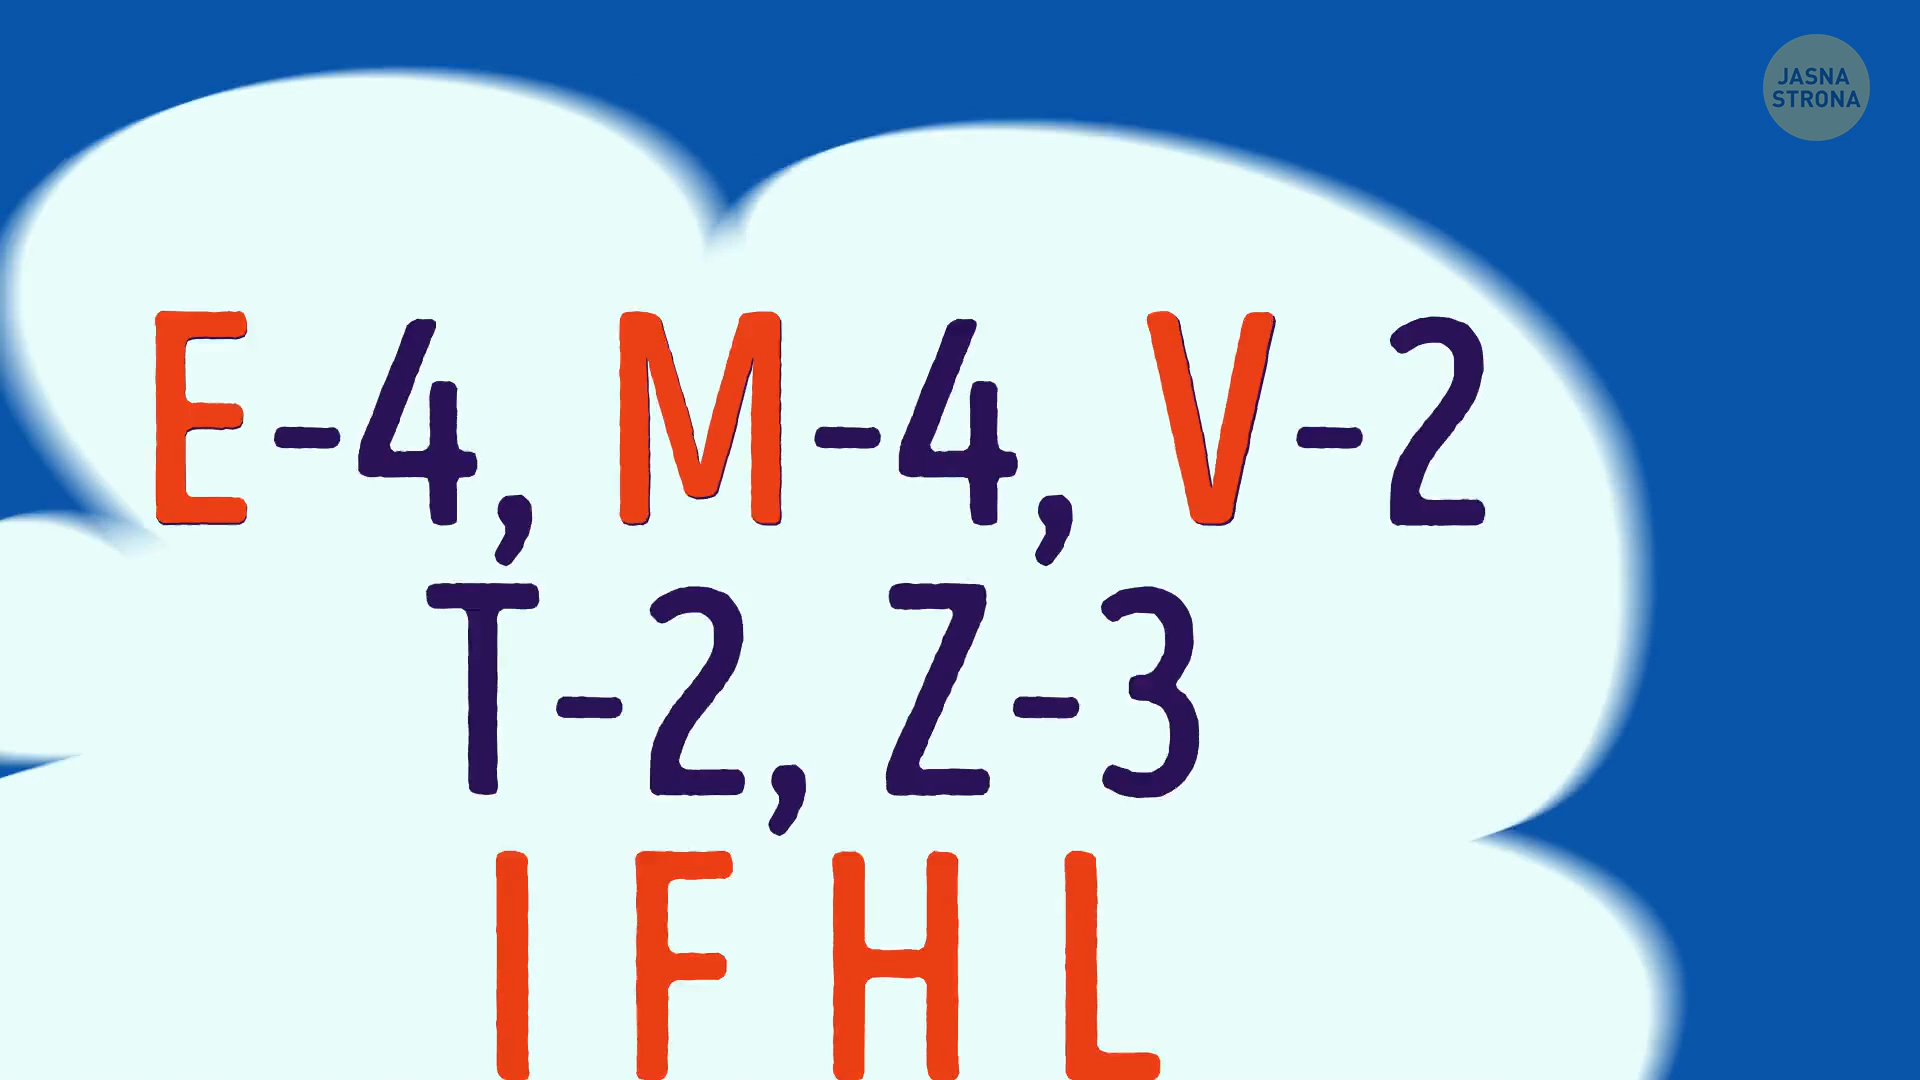 JASNA
STRONA
E-4, M-4, V-2
T-2, Z-3
I F H L